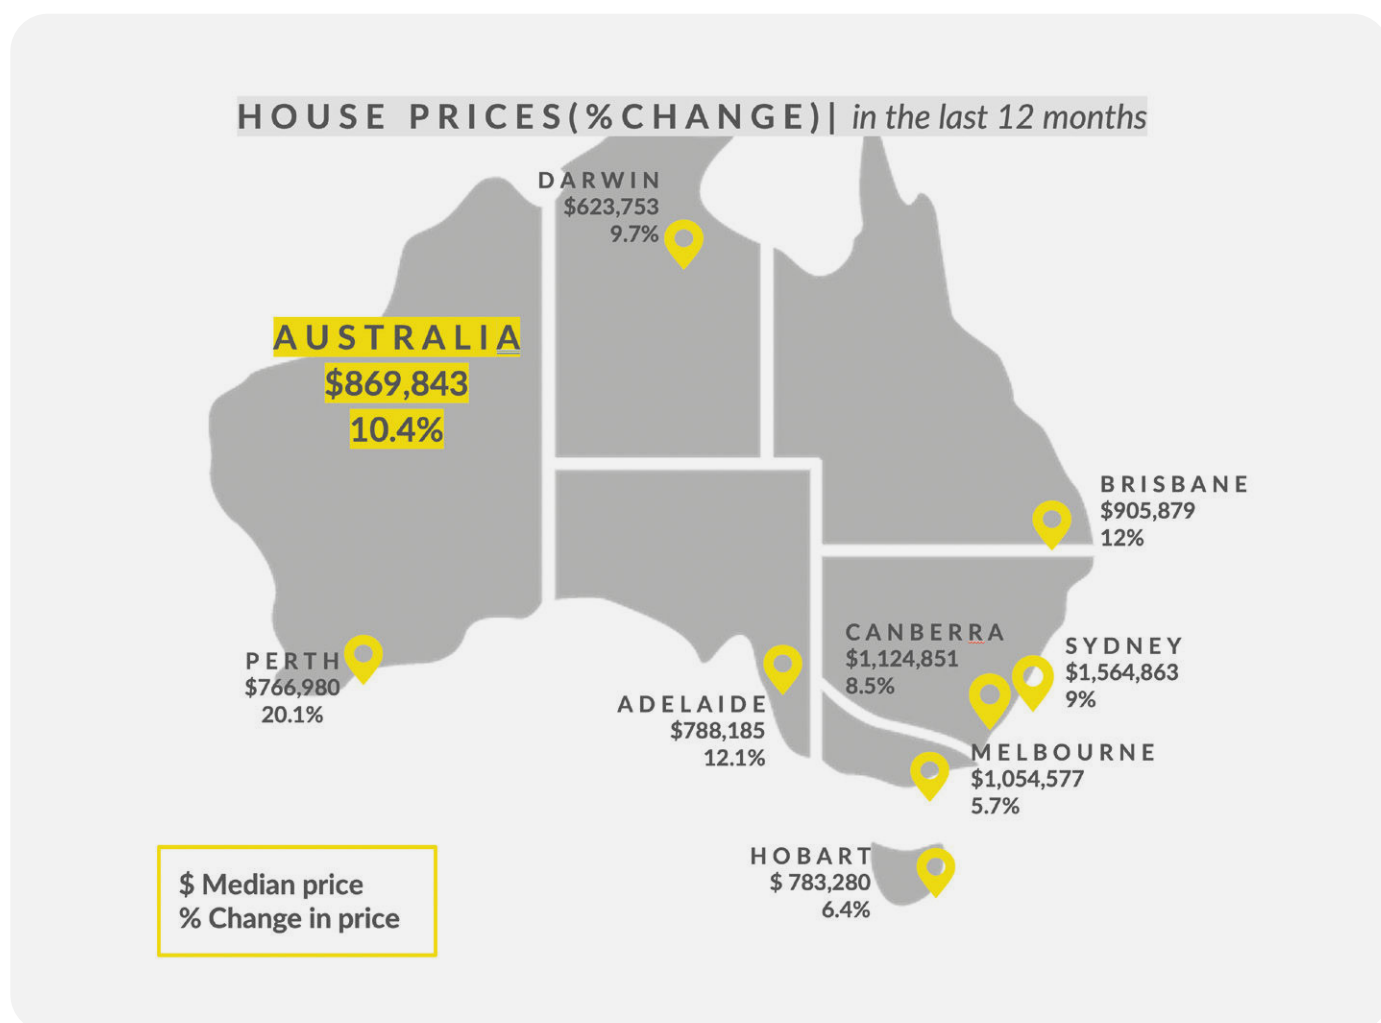 HOUSE PRICES(%CHANGE)| in the last 12 months
DARWIN
$623,753
9.7%
AUSTRALIA
$869,843
10.4%
BRISBANE
$905,879
12%
CANBERRA
$1,124,851
8.5%
SYDNEY
$1,564,863
9%
PERTH
$766,980
20.1%
ADELAIDE
$788,185
12.1%
MELBOURNE
$1,054,577
5.7%
HOBART
$ 783,280
6.4%
$ Median price
% Change in price